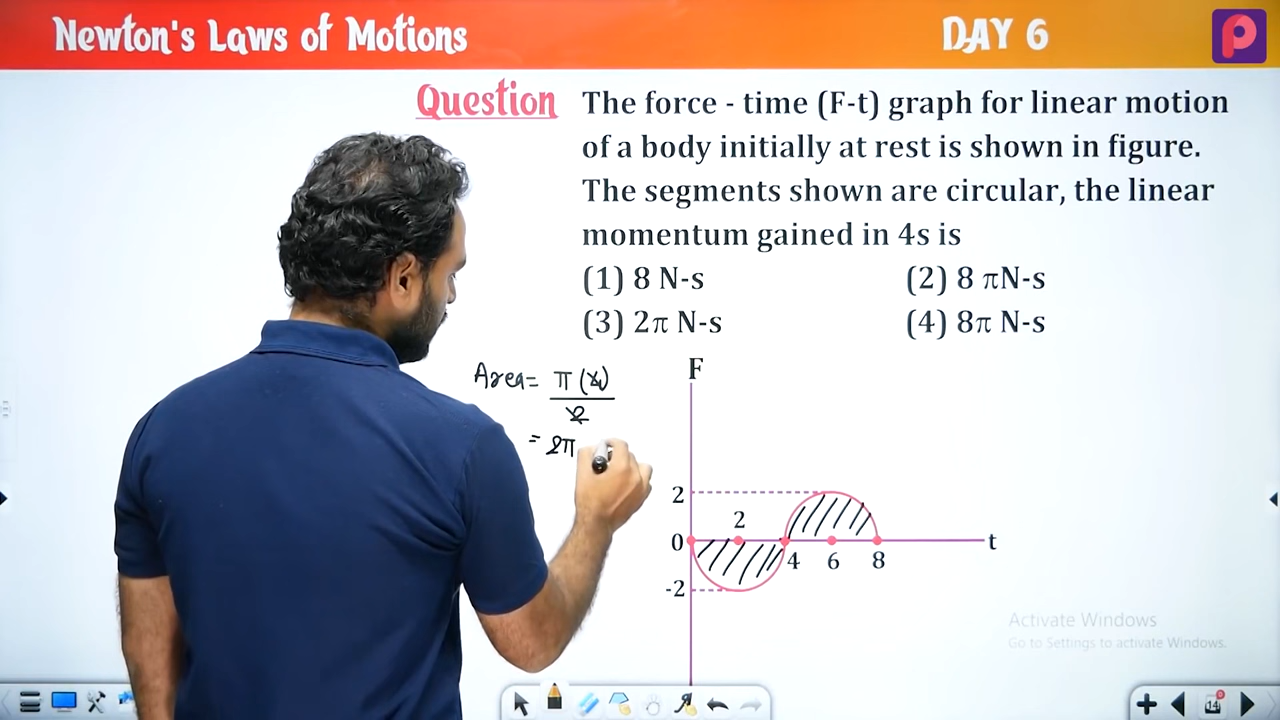 Newton's Laws of Motions
DAY 6
Question
The force - time (F-t) graph for linear motion
of a body initially at rest is shown in figure.
The segments shown are circular, the linear
momentum gained in 4s is
(1) 8 N-s
(2) 8 πN-s
(3) 2π N-s
(4) 8π N-s
Area = π(4)
2
= 2π
F
2
2
0
4
6
8
t
-2
Activate Windows
Go to Settings to activate Windows.
14